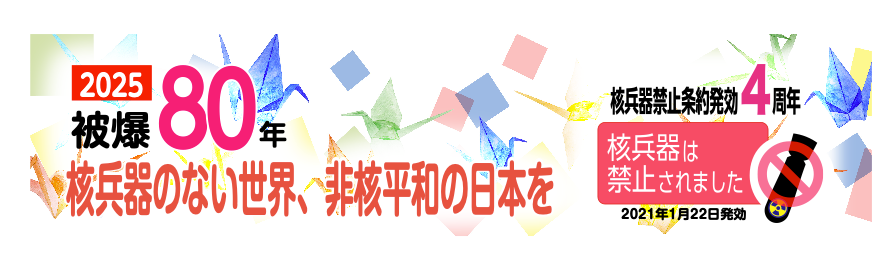 2025
被爆80年
核兵器のない世界、非核平和の日本を
核兵器禁止条約発効4周年
核兵器は
禁止されました
2021年1月22日発効